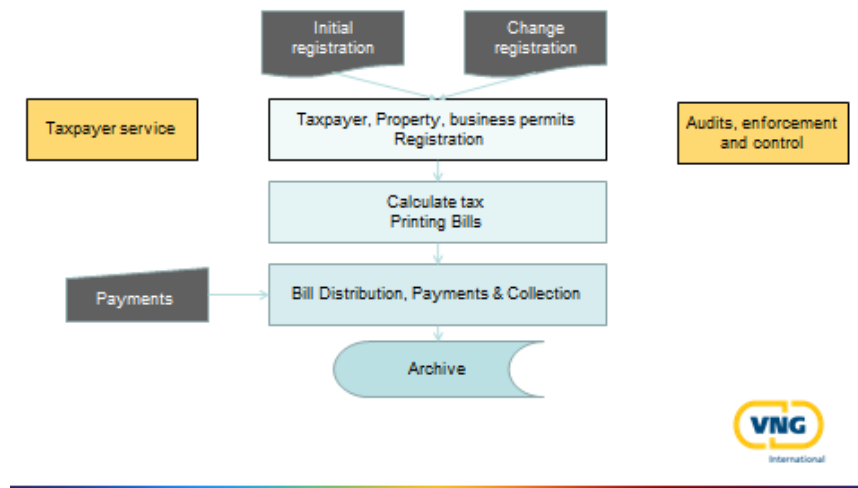 Initial
registration
Change
registration
Taxpayer service
Taxpayer, Property, business permits
Registration
Audits, enforcement
and control
Calculate tax
Printing Bills
Payments
Bill Distribution, Payments & Collection
Archive
VNG
International